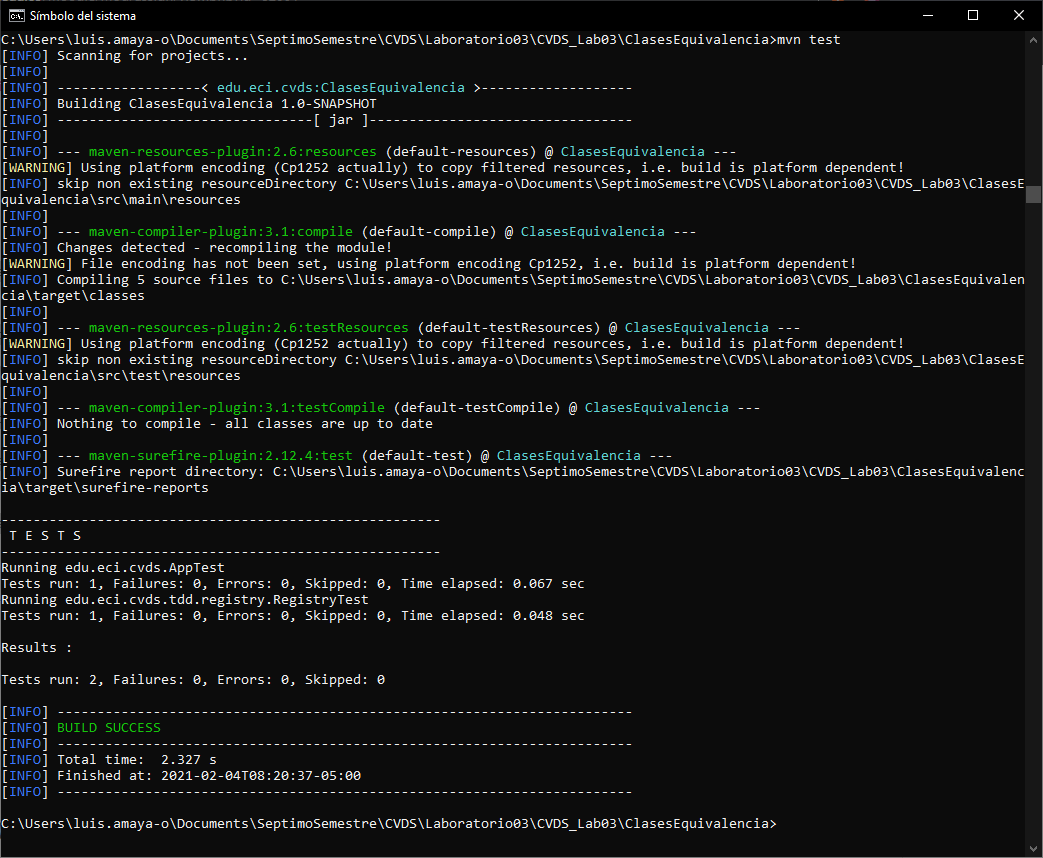 Símbolo del sistema
C:\Users\luis.amaya-o\Documents\SeptimoSemestre\CVDS\Laboratorio03\CVDS_Lab03\ClasesEquivalencia>mvn test
[INFO] Scanning for projects...
[INFO]
[INFO] ------------------< edu.eci.cvds:ClasesEquivalencia >-------------------
[INFO] Building ClasesEquivalencia 1.0-SNAPSHOT
[INFO] --------------------------------[ jar ]---------------------------------
[INFO]
[INFO] --- maven-resources-plugin:2.6:resources (default-resources) @ ClasesEquivalencia ---
[WARNING] Using platform encoding (Cp1252 actually) to copy filtered resources, i.e. build is platform dependent!
[INFO] skip non existing resourceDirectory C:\Users\luis.amaya-o\Documents\SeptimoSemestre\CVDS\Laboratorio03\CVDS_Lab03\ClasesE
quivalencia\src\main\resources
[INFO]
[INFO] --- maven-compiler-plugin:3.1:compile (default-compile) @ ClasesEquivalencia ---
[INFO] Changes detected - recompiling the module!
[WARNING] File encoding has not been set, using platform encoding Cp1252, i.e. build is platform dependent!
[INFO] Compiling 5 source files to C:\Users\luis.amaya-o\Documents\SeptimoSemestre\CVDS\Laboratorio03\CVDS_Lab03\ClasesEquivalen
cia\target\classes
[INFO]
[INFO] --- maven-resources-plugin:2.6:testResources (default-testResources) @ ClasesEquivalencia ---
[WARNING] Using platform encoding (Cp1252 actually) to copy filtered resources, i.e. build is platform dependent!
[INFO] skip non existing resourceDirectory C:\Users\luis.amaya-o\Documents\SeptimoSemestre\CVDS\Laboratorio03\CVDS_Lab03\ClasesE
quivalencia\src\test\resources
[INFO]
[INFO] --- maven-compiler-plugin:3.1:testCompile (default-testCompile) @ ClasesEquivalencia ---
[INFO] Nothing to compile - all classes are up to date
[INFO]
[INFO] --- maven-surefire-plugin:2.12.4:test (default-test) @ ClasesEquivalencia ---
[INFO] Surefire report directory: C:\Users\luis.amaya-o\Documents\SeptimoSemestre\CVDS\Laboratorio03\CVDS_Lab03\ClasesEquivalenc
ia\target\surefire-reports
-------------------------------------------------------
T E S T S
-------------------------------------------------------
Running edu.eci.cvds.AppTest
Tests run: 1, Failures: 0, Errors: 0, Skipped: 0, Time elapsed: 0.067 sec
Running edu.eci.cvds.tdd.registry.RegistryTest
Tests run: 1, Failures: 0, Errors: 0, Skipped: 0, Time elapsed: 0.048 sec
Results :
Tests run: 2, Failures: 0, Errors: 0, Skipped: 0
[INFO] ------------------------------------------------------------------------
[INFO] BUILD SUCCESS
[INFO] ------------------------------------------------------------------------
[INFO] Total time:  2.327 s
[INFO] Finished at: 2021-02-04T08:20:37-05:00
[INFO] ------------------------------------------------------------------------
C:\Users\luis.amaya-o\Documents\SeptimoSemestre\CVDS\Laboratorio03\CVDS_Lab03\ClasesEquivalencia>